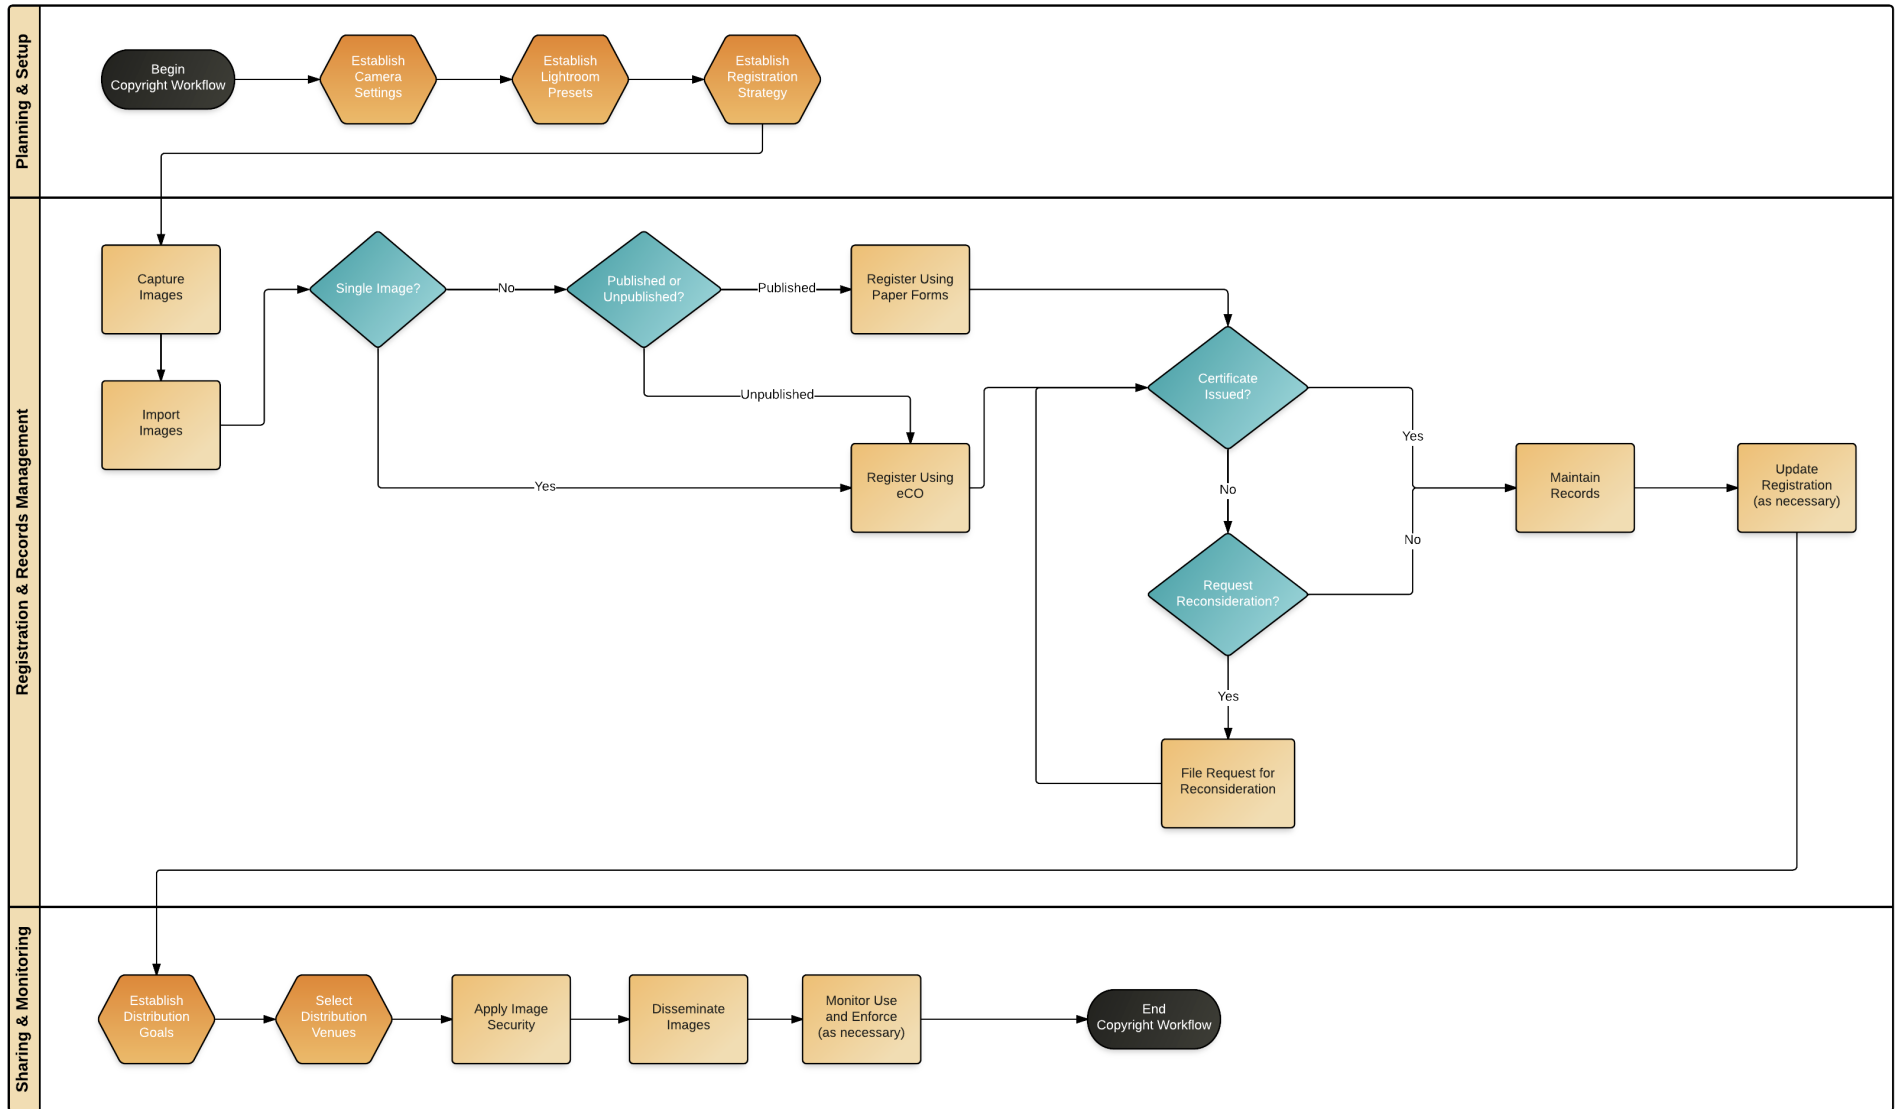 Planning & Setup
Begin
Copyright Workflow
Establish
Camera
Settings
Establish
Lightroom
Presets
Establish
Registration
Strategy
Registration & Records Management
Capture
Images
Import
Images
Single Image?
No
Published or
Unpublished?
Published
Register Using
Paper Forms
Unpublished
Yes
Register Using
eCO
Certificate
Issued?
Yes
No
Request
Reconsideration?
No
Yes
File Request for
Reconsideration
Maintain
Records
Update
Registration
(as necessary)
Sharing & Monitoring
Establish
Distribution
Goals
Select
Distribution
Venues
Apply Image
Security
Disseminate
Images
Monitor Use
and Enforce
(as necessary)
End
Copyright Workflow